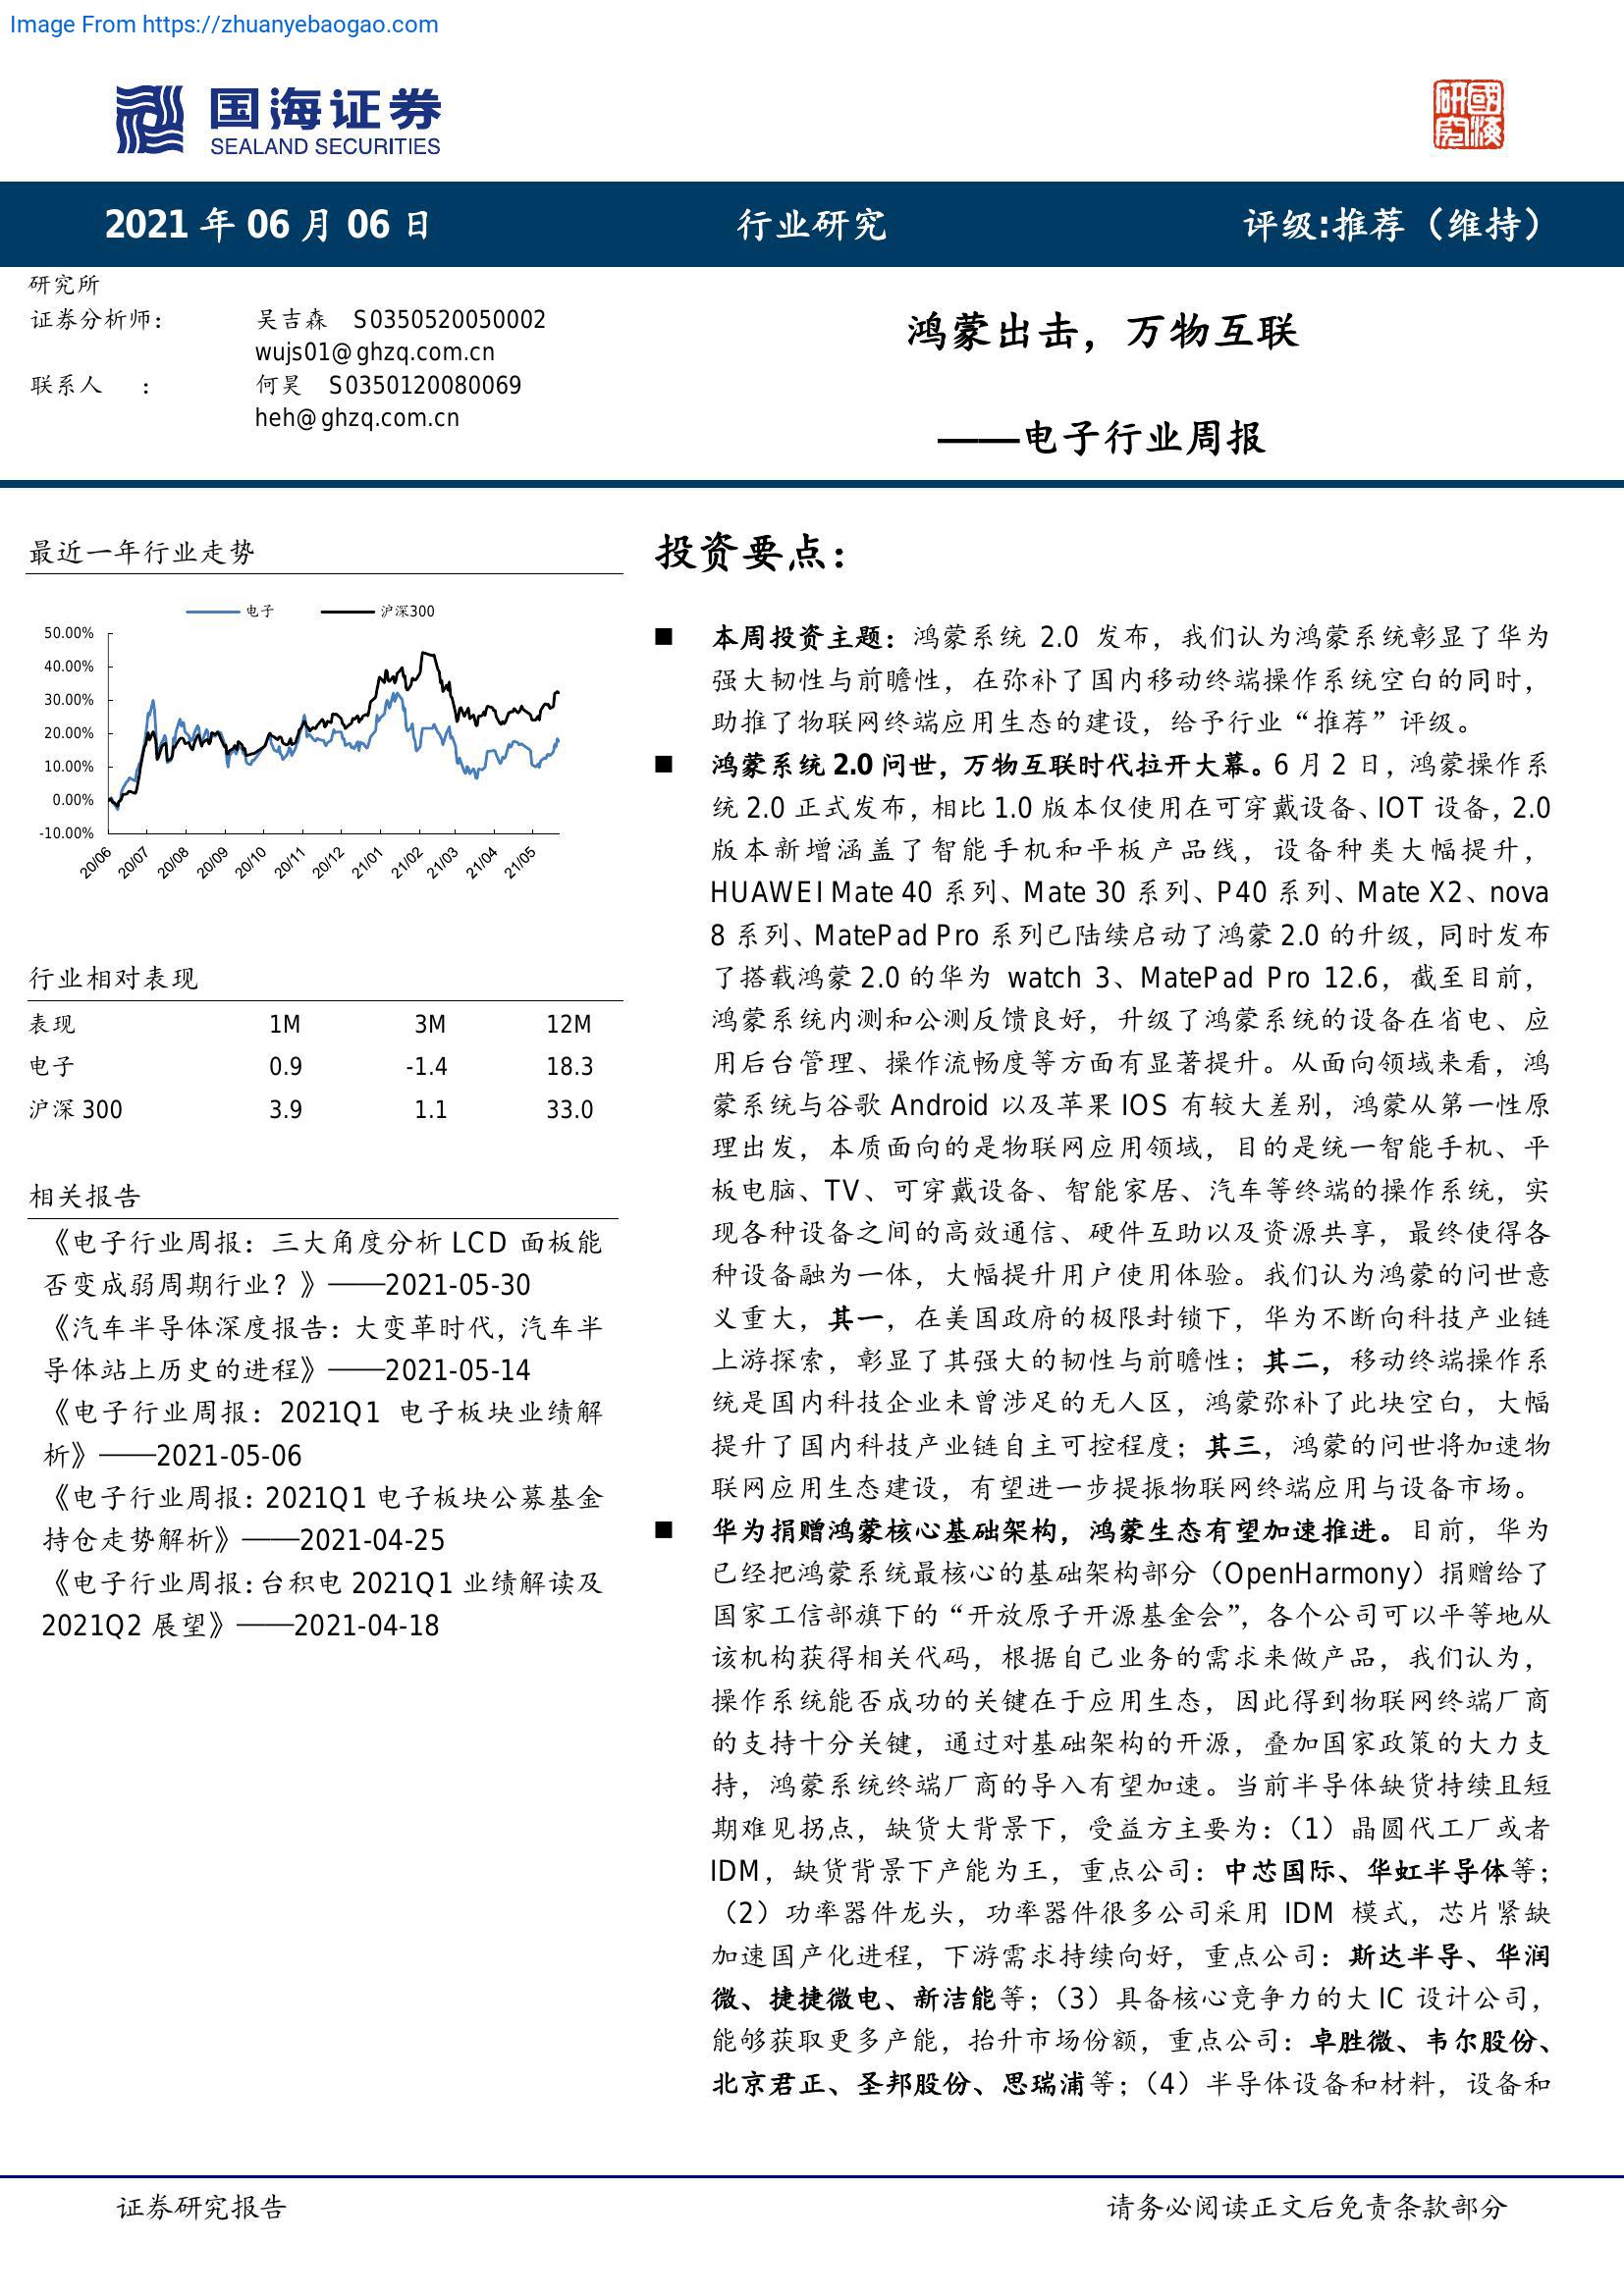 Image From https://zhuanyebaogao.com
国海证券
SEALAND SECURITIES
國海研究
2021 年 06 月 06 日
行业研究
评级:推荐（维持）
研究所
证券分析师： 吴吉森 S0350520050002
wujs01@ghzq.com.cn
联系人 ： 何昊 S0350120080069
heh@ghzq.com.cn
鸿蒙出击，万物互联
——电子行业周报
最近一年行业走势
电子 沪深300
50.00%
40.00%
30.00%
20.00%
10.00%
0.00%
-10.00%
20/06 20/07 20/08 20/09 20/10 20/11 20/12 21/01 21/02 21/03 21/04 21/05
行业相对表现
表现 1M 3M 12M
电子 0.9 -1.4 18.3
沪深 300 3.9 1.1 33.0
相关报告
《电子行业周报：三大角度分析 LCD 面板能
否变成弱周期行业？》——2021-05-30
《汽车半导体深度报告：大变革时代，汽车半
导体站上历史的进程》——2021-05-14
《电子行业周报：2021Q1 电子板块业绩解
析》——2021-05-06
《电子行业周报：2021Q1 电子板块公募基金
持仓走势解析》——2021-04-25
《电子行业周报：台积电 2021Q1 业绩解读及
2021Q2 展望》——2021-04-18
投资要点：
■ 本周投资主题：鸿蒙系统 2.0 发布，我们认为鸿蒙系统彰显了华为
强大韧性与前瞻性，在弥补了国内移动终端操作系统空白的同时，
助推了物联网终端应用生态的建设，给予行业“推荐”评级。
■ 鸿蒙系统 2.0 问世，万物互联时代拉开大幕。6 月 2 日，鸿蒙操作系
统 2.0 正式发布，相比 1.0 版本仅使用在可穿戴设备、IOT 设备，2.0
版本新增涵盖了智能手机和平板产品线，设备种类大幅提升，
HUAWEI Mate 40 系列、Mate 30 系列、P40 系列、Mate X2、nova
8 系列、MatePad Pro 系列已陆续启动了鸿蒙 2.0 的升级，同时发布
了搭载鸿蒙 2.0 的华为 watch 3、MatePad Pro 12.6，截至目前，
鸿蒙系统内测和公测反馈良好，升级了鸿蒙系统的设备在省电、应
用后台管理、操作流畅度等方面有显著提升。从面向领域来看，鸿
蒙系统与谷歌 Android 以及苹果 IOS 有较大差别，鸿蒙从第一性原
理出发，本质面向的是物联网应用领域，目的是统一智能手机、平
板电脑、TV、可穿戴设备、智能家居、汽车等终端的操作系统，实
现各种设备之间的高效通信、硬件互助以及资源共享，最终使得各
种设备融为一体，大幅提升用户使用体验。我们认为鸿蒙的问世意
义重大，其一，在美国政府的极限封锁下，华为不断向科技产业链
上游探索，彰显了其强大的韧性与前瞻性；其二，移动终端操作系
统是国内科技企业未曾涉足的无人区，鸿蒙弥补了此块空白，大幅
提升了国内科技产业链自主可控程度；其三，鸿蒙的问世将加速物
联网应用生态建设，有望进一步提振物联网终端应用与设备市场。
■ 华为捐赠鸿蒙核心基础架构，鸿蒙生态有望加速推进。目前，华为
已经把鸿蒙系统最核心的基础架构部分（OpenHarmony）捐赠给了
国家工信部旗下的“开放原子开源基金会”，各个公司可以平等地从
该机构获得相关代码，根据自己业务的需求来做产品，我们认为，
操作系统能否成功的关键在于应用生态，因此得到物联网终端厂商
的支持十分关键，通过对基础架构的开源，叠加国家政策的大力支
持，鸿蒙系统终端厂商的导入有望加速。当前半导体缺货持续且短
期难见拐点，缺货大背景下，受益方主要为：（1）晶圆代工厂或者
IDM，缺货背景下产能为王，重点公司：中芯国际、华虹半导体等；
（2）功率器件龙头，功率器件很多公司采用 IDM 模式，芯片紧缺
加速国产化进程，下游需求持续向好，重点公司：斯达半导、华润
微、捷捷微电、新洁能等；（3）具备核心竞争力的大 IC 设计公司，
能够获取更多产能，抬升市场份额，重点公司：卓胜微、韦尔股份、
北京君正、圣邦股份、思瑞浦等；（4）半导体设备和材料，设备和
证券研究报告
请务必阅读正文后免责条款部分